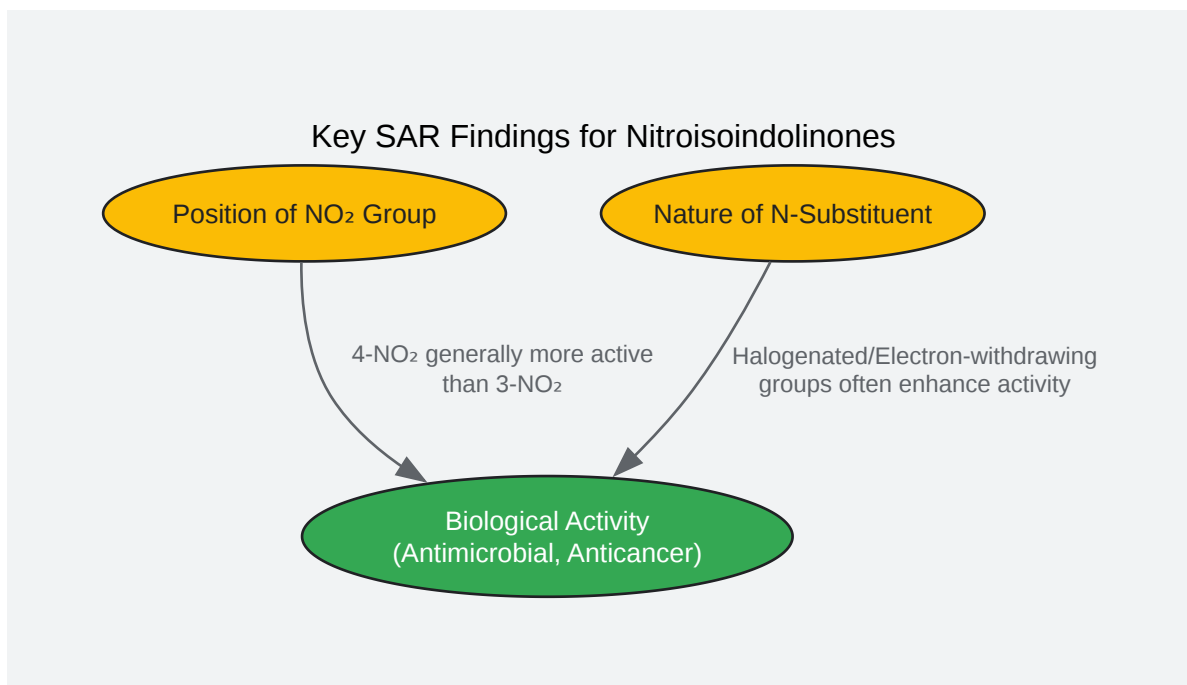 Key SAR Findings for Nitroisoindolinones
Position of NO₂ Group
Nature of N-Substituent
4-NO₂ generally more active
than 3-NO₂
Halogenated/Electron-withdrawing
groups often enhance activity
Biological Activity
(Antimicrobial, Anticancer)